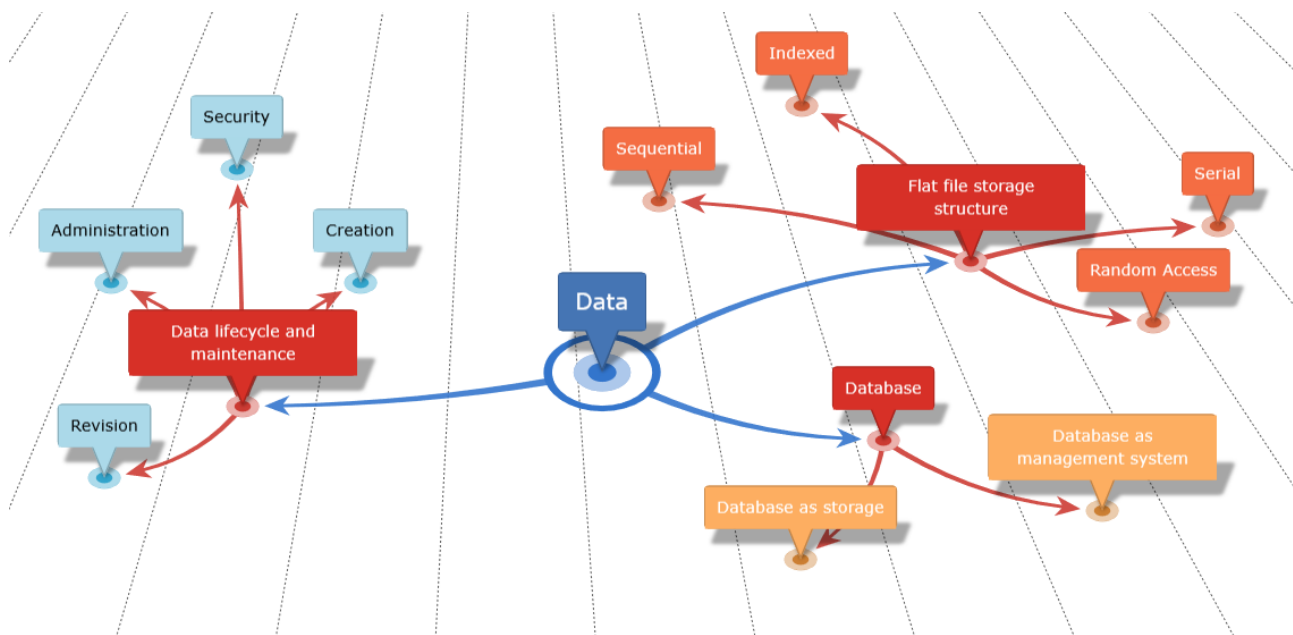 Indexed
Security
Sequential
Flat file storage
structure
Serial
Administration
Creation
Random Access
Data
Data lifecycle and
maintenance
Database
Revision
Database as
management system
Database as storage